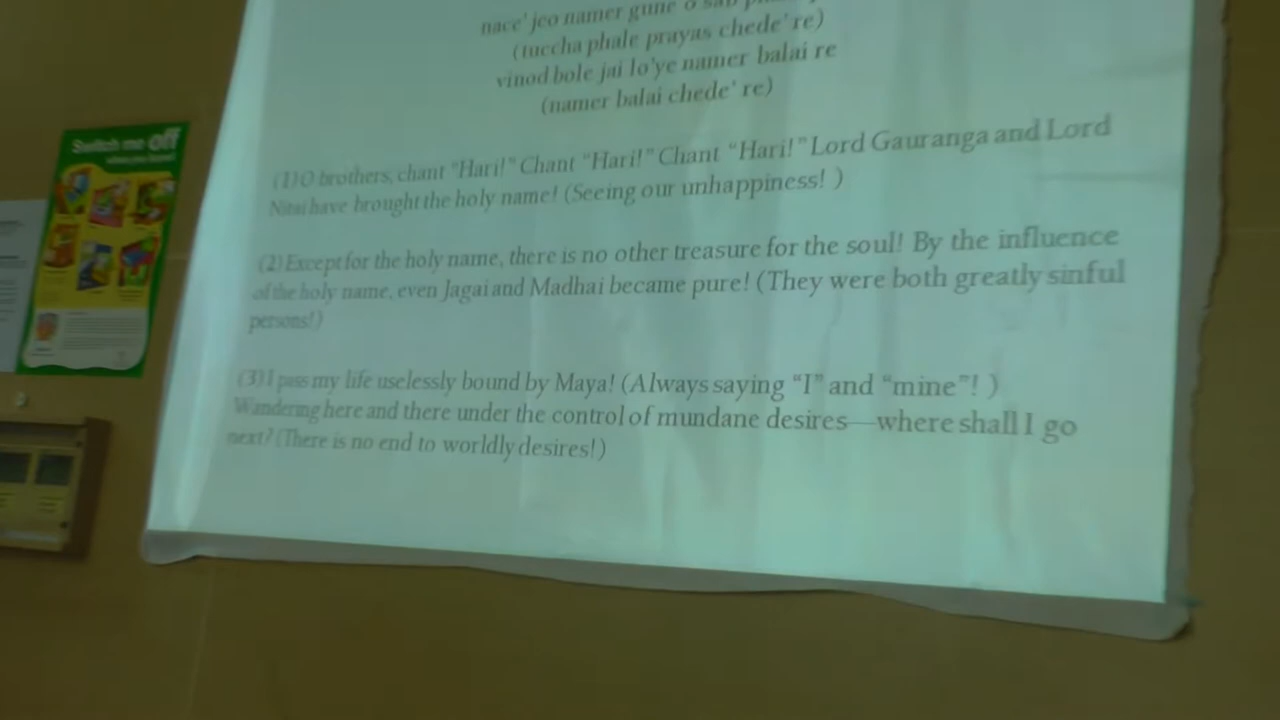 nace' jeo namer gune o sab
(tuccha phale prayas chede' re)
vinod bole jai lo'ye namer balai re
(namer balai chede' re)
(1) O brothers, chant “Hari!” Chant “Hari!” Chant “Hari!” Lord Gauranga and Lord
Nitai have brought the holy name! (Seeing our unhappiness! )
(2) Except for the holy name, there is no other treasure for the soul! By the influence
of the holy name, even Jagai and Madhai became pure! (They were both greatly sinful
persons!)
(3) I pass my life uselessly bound by Maya! (Always saying “I” and “mine”! )
Wandering here and there under the control of mundane desires—where shall I go
next? (There is no end to worldly desires!)
Switch me off